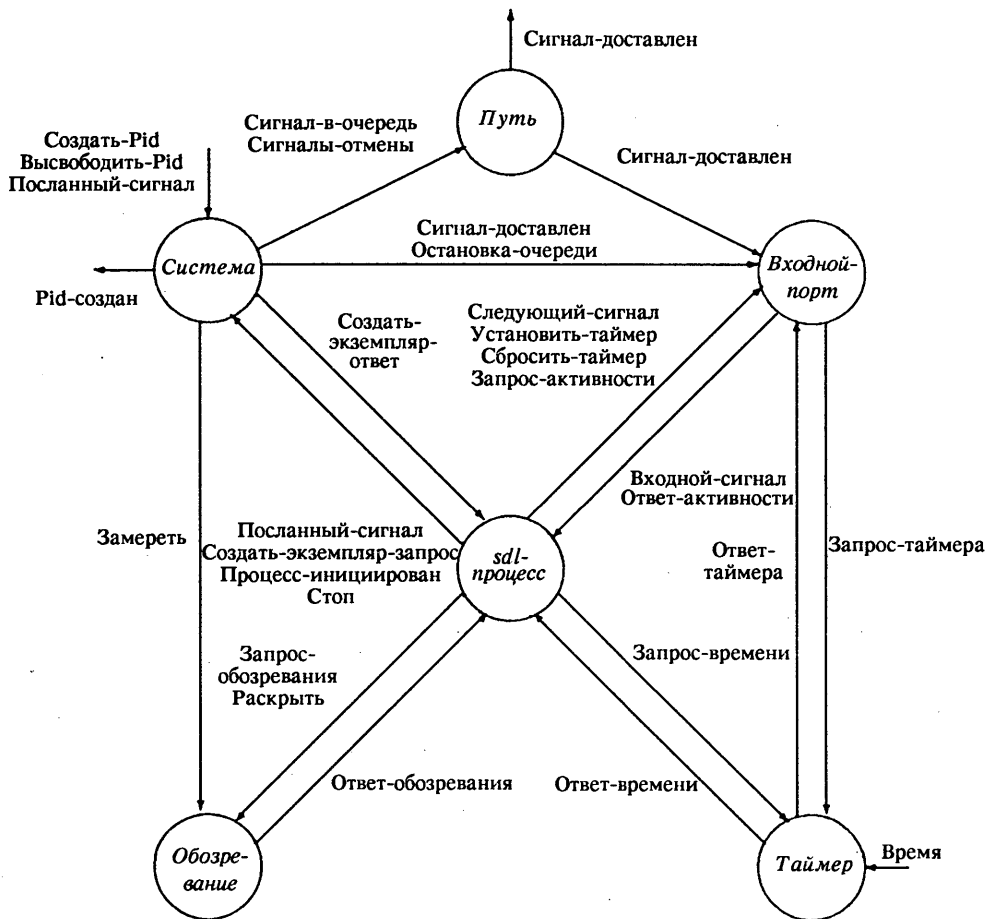 Сигнал-доставлен
Путь
Сигнал-в-очередь
Сигналы-отмены
Создать-Pid
Высвободить-Pid
Посланный-сигнал
Сигнал-доставлен
Сигнал-доставлен
Остановка-очереди
Система
Входной-
порт
Pid-создан
Создать-
экземпляр-
ответ
Следующий-сигнал
Установить-таймер
Сбросить-таймер
Запрос-активности
Входной-сигнал
Ответ-активности
Замереть
Посланный-сигнал
Создать-экземпляр-запрос
Процесс-инициирован
Стоп
sdl-
процесс
Ответ-
таймера
Запрос-таймера
Запрос-
обозревания
Раскрыть
Запрос-времени
Ответ-обозревания
Ответ-времени
Обозре-
вание
Таймер
Время